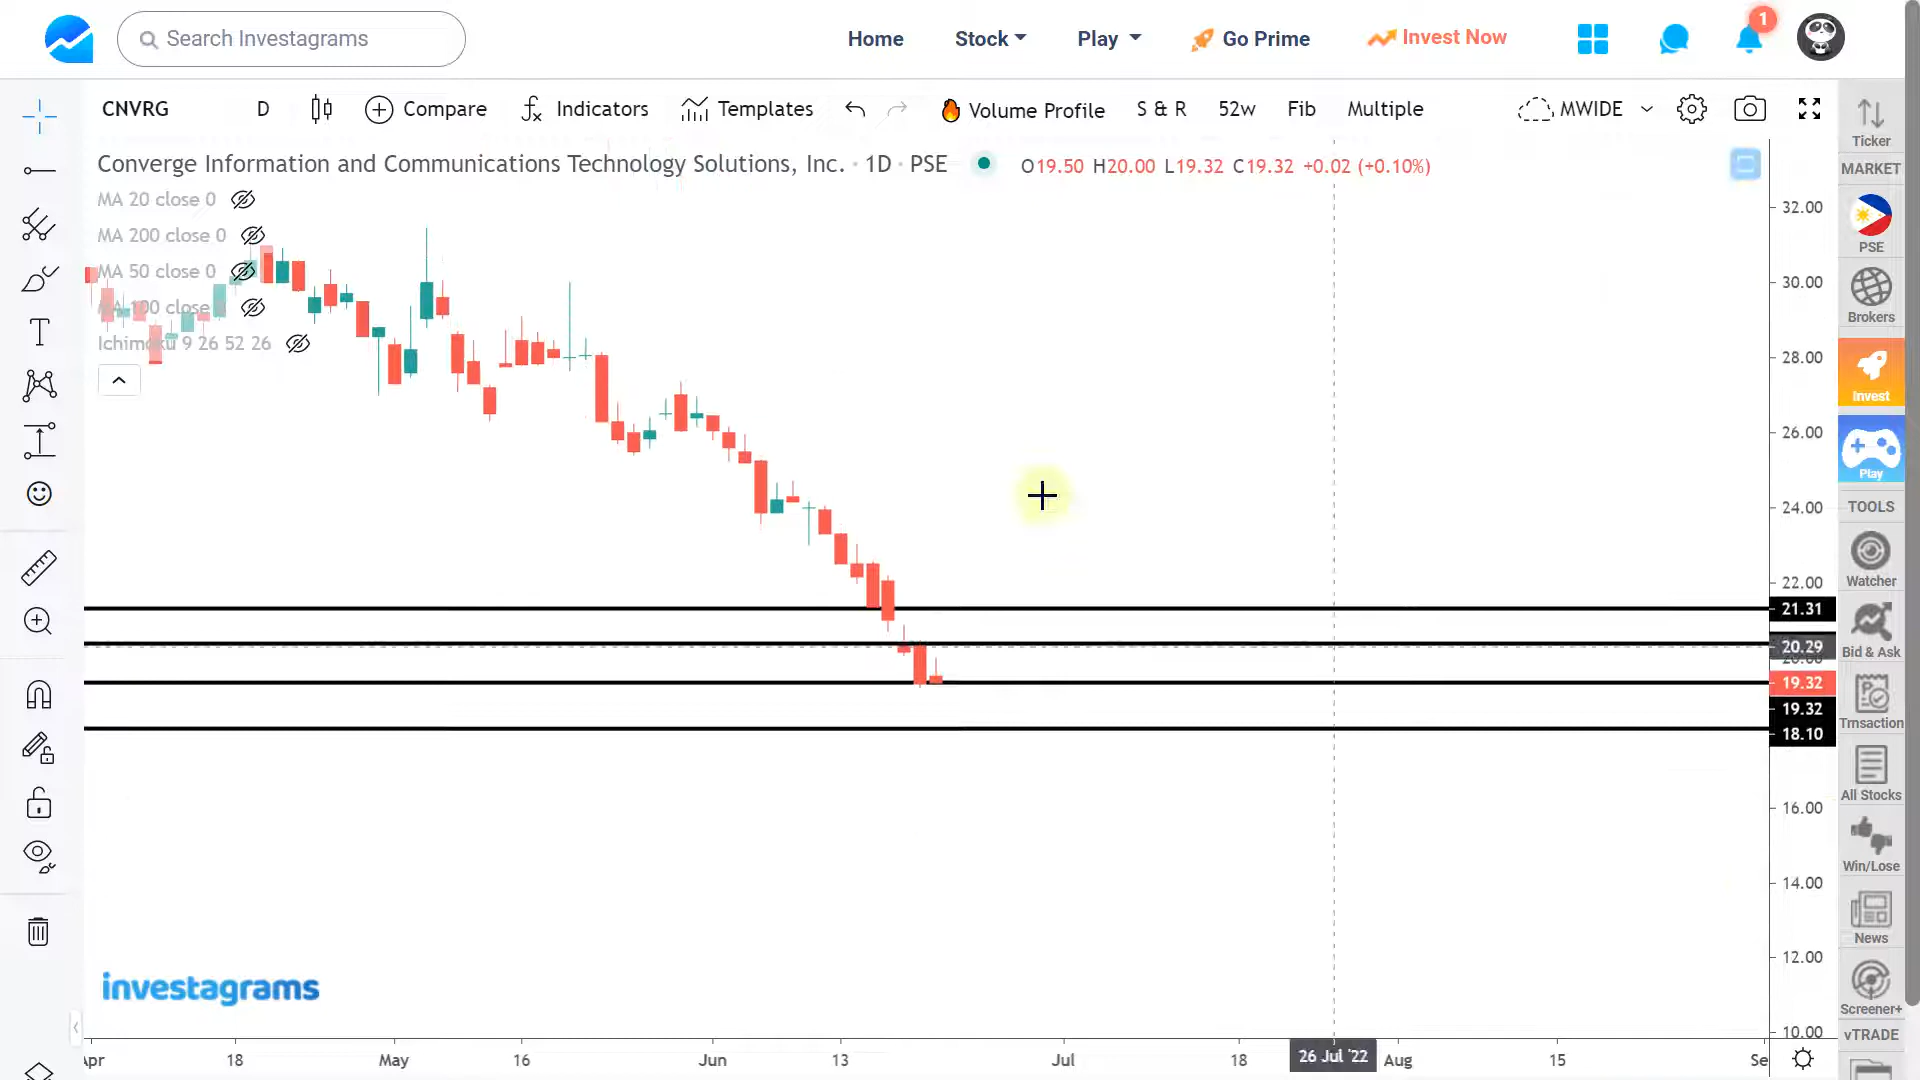 Search Investagrams
Home
Stock
Play
Go Prime
Invest Now
1
CNVRG
D
Compare
Indicators
Templates
Volume Profile
S & R
52w
Fib
Multiple
MWIDE
Converge Information and Communications Technology Solutions, Inc. · 1D · PSE
O19.50 H20.00 L19.32 C19.32 +0.02 (+0.10%)
MA 20 close 0
MA 200 close 0
MA 50 close 0
MA 100 close 0
Ichimoku 9 26 52 26
32.00
30.00
28.00
26.00
24.00
22.00
21.31
20.29
20.00
19.32
19.32
18.10
16.00
14.00
12.00
10.00
investagrams
Apr
18
May
16
Jun
13
Jul
18
26 Jul '22
Aug
15
Se
Ticker
MARKET
PSE
Brokers
Invest
Play
TOOLS
Watcher
Bid & Ask
Trnsaction
All Stocks
Win/Lose
News
Screener+
vTRADE